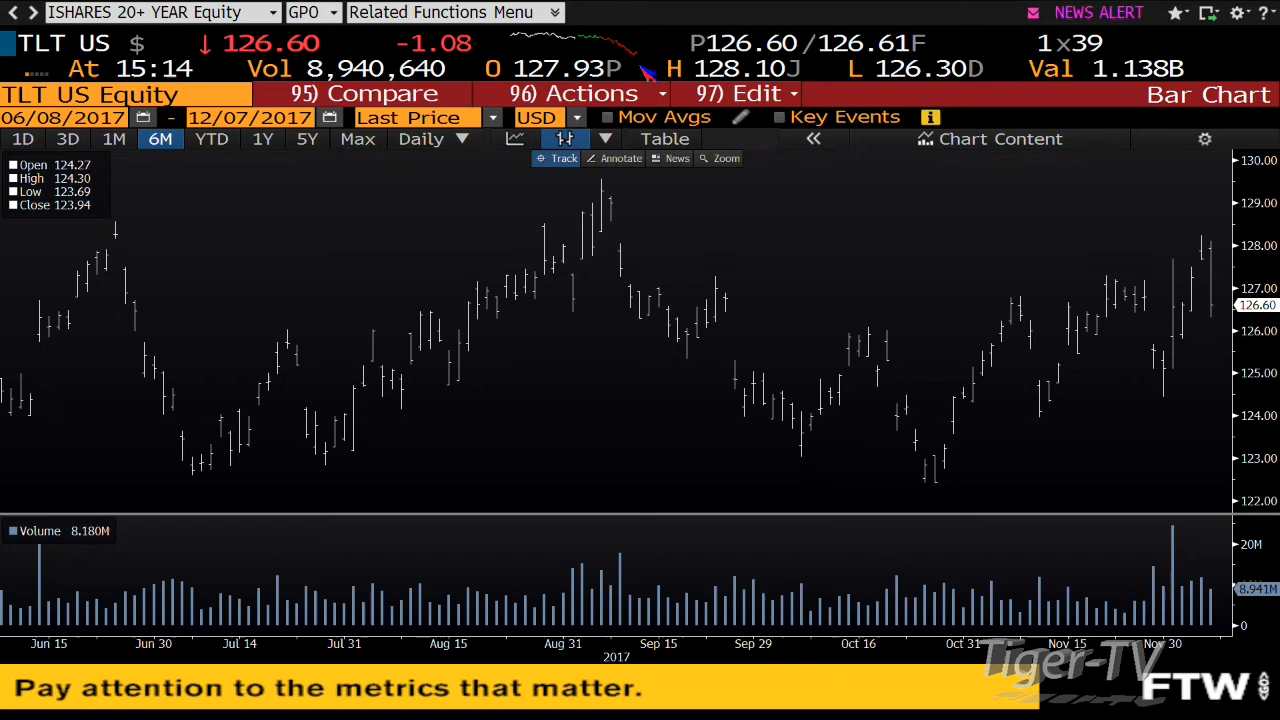 ISHARES 20+ YEAR Equity GPO Related Functions Menu NEWS ALERT ?
TLT US $ ↓ 126.60 -1.08 P126.60 /126.61F 1x39
At 15:14 Vol 8,940,640 O 127.93P H 128.10J L 126.30D Val 1.138B
TLT US Equity 95) Compare 96) Actions 97) Edit Bar Chart
06/08/2017 - 12/07/2017 Last Price USD Mov Avgs Key Events
1D 3D 1M 6M YTD 1Y 5Y Max Daily Table Chart Content
Track Annotate News Zoom
Open 124.27
High 124.30
Low 123.69
Close 123.94
130.00
129.00
128.00
127.00
126.60
126.00
125.00
124.00
123.00
122.00
Volume 8.180M
20M
8.941M
0
Jun 15 Jun 30 Jul 14 Jul 31 Aug 15 Aug 31 Sep 15 Sep 29 Oct 16 Oct 31 Nov 15 Nov 30
2017
Tiger-TV
Pay attention to the metrics that matter.
FTW